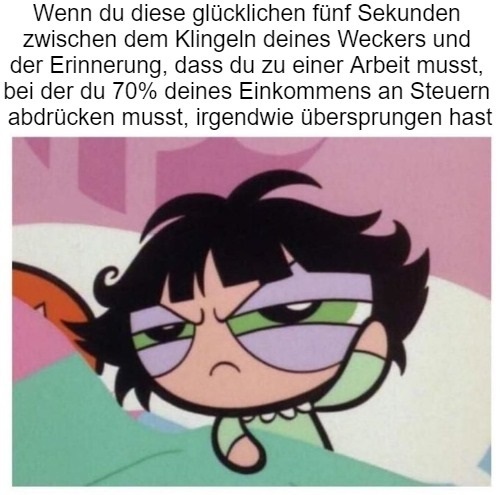 Wenn du diese glücklichen fünf Sekunden
zwischen dem Klingeln deines Weckers und
der Erinnerung, dass du zu einer Arbeit musst,
bei der du 70% deines Einkommens an Steuern
abdrücken musst, irgendwie übersprungen hast